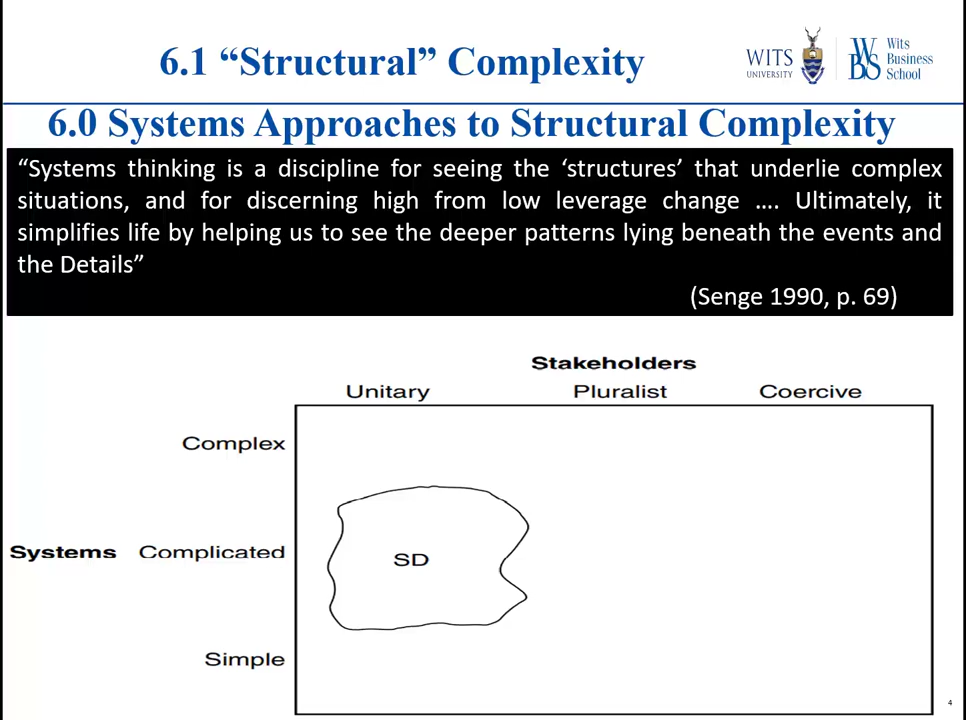 6.1 “Structural” Complexity
WITS
UNIVERSITY
WBS
Wits
Business
School
6.0 Systems Approaches to Structural Complexity
“Systems thinking is a discipline for seeing the ‘structures’ that underlie complex
situations, and for discerning high from low leverage change …. Ultimately, it
simplifies life by helping us to see the deeper patterns lying beneath the events and
the Details”
(Senge 1990, p. 69)
Stakeholders
Unitary Pluralist Coercive
Complex
Systems Complicated
SD
Simple
4